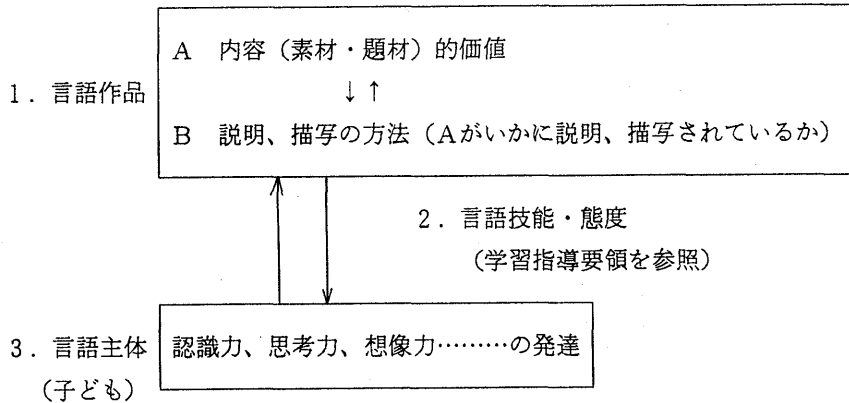 A 内容（素材・題材）的価値
1．言語作品
↓↑
B 説明、描写の方法（Aがいかに説明、描写されているか）
2．言語技能・態度
（学習指導要領を参照）
3．言語主体
認識力、思考力、想像力………の発達
（子ども）